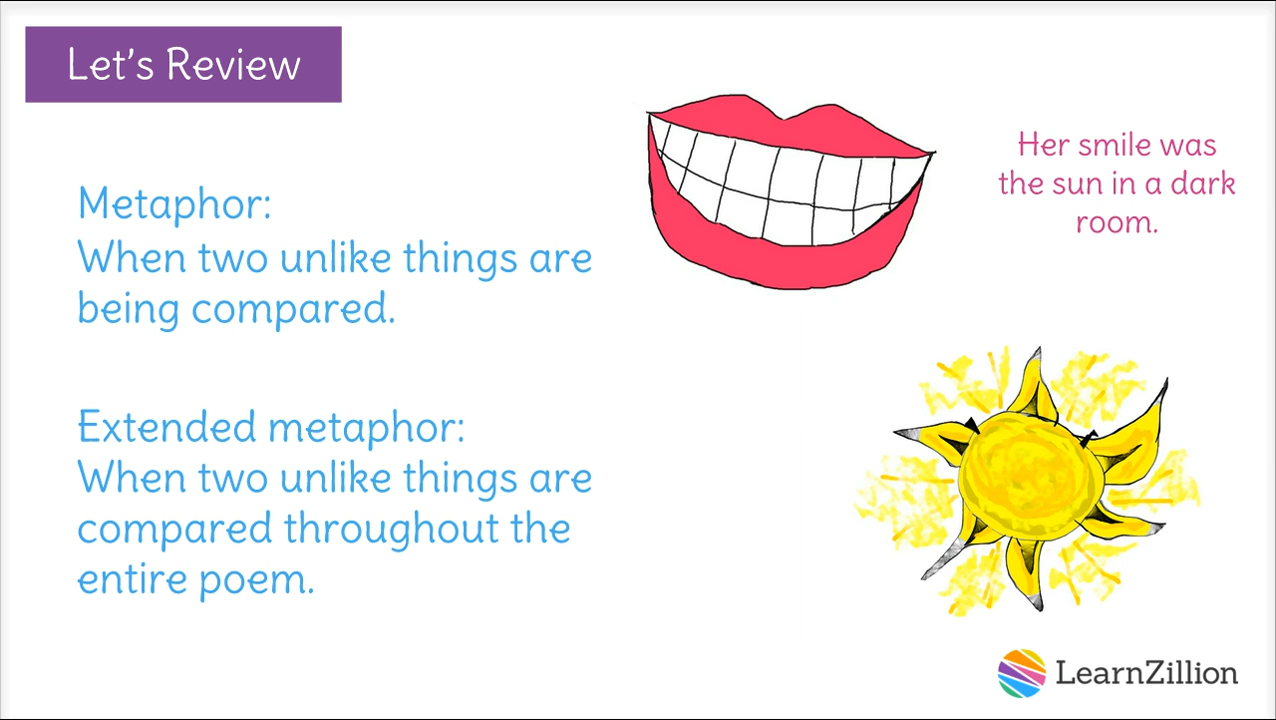 Let's Review
Metaphor:
When two unlike things are
being compared.
Extended metaphor:
When two unlike things are
compared throughout the
entire poem.
Her smile was
the sun in a dark
room.
LearnZillion